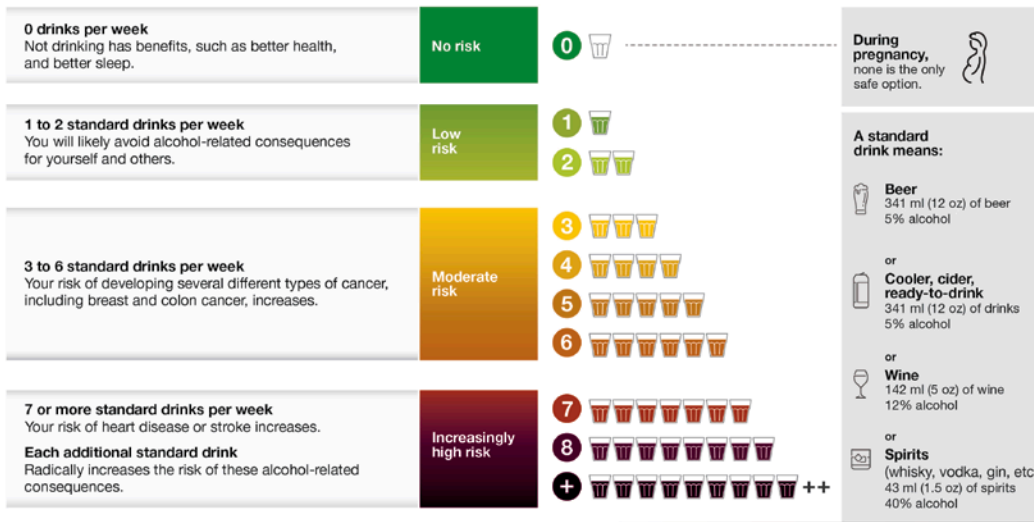 0 drinks per week
Not drinking has benefits, such as better health,
and better sleep.
No risk
0
During
pregnancy,
none is the only
safe option.
1 to 2 standard drinks per week
You will likely avoid alcohol-related consequences
for yourself and others.
Low
risk
1
2
3 to 6 standard drinks per week
Your risk of developing several different types of cancer,
including breast and colon cancer, increases.
Moderate
risk
3
4
5
6
7 or more standard drinks per week
Your risk of heart disease or stroke increases.
Each additional standard drink
Radically increases the risk of these alcohol-related
consequences.
Increasingly
high risk
7
8
+
++
A standard
drink means:
Beer
341 ml (12 oz) of beer
5% alcohol
or
Cooler, cider,
ready-to-drink
341 ml (12 oz) of drinks
5% alcohol
or
Wine
142 ml (5 oz) of wine
12% alcohol
or
Spirits
(whisky, vodka, gin, etc
43 ml (1.5 oz) of spirits
40% alcohol